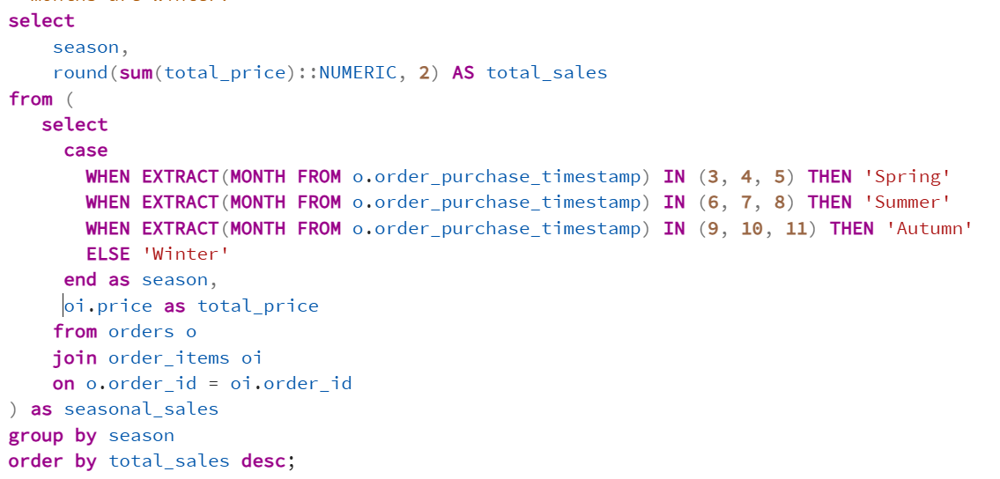 months are Winter.
select
season,
round(sum(total_price)::NUMERIC, 2) AS total_sales
from (
select
case
WHEN EXTRACT(MONTH FROM o.order_purchase_timestamp) IN (3, 4, 5) THEN 'Spring'
WHEN EXTRACT(MONTH FROM o.order_purchase_timestamp) IN (6, 7, 8) THEN 'Summer'
WHEN EXTRACT(MONTH FROM o.order_purchase_timestamp) IN (9, 10, 11) THEN 'Autumn'
ELSE 'Winter'
end as season,
oi.price as total_price
from orders o
join order_items oi
on o.order_id = oi.order_id
) as seasonal_sales
group by season
order by total_sales desc;